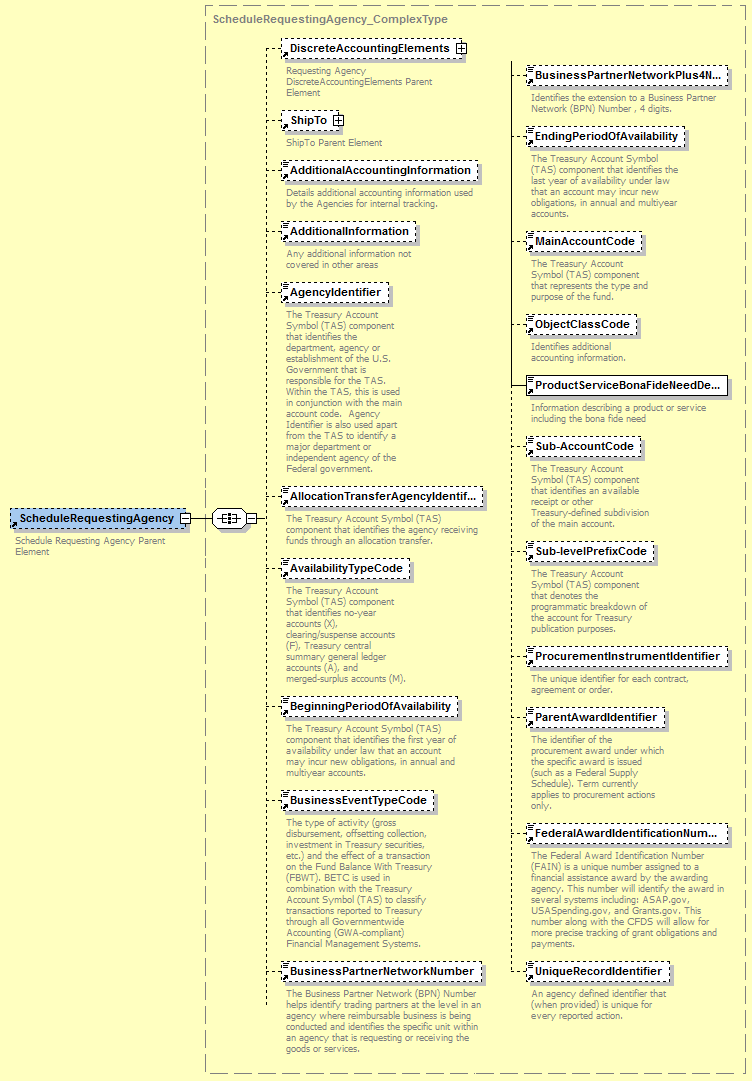 ScheduleRequestingAgency_ComplexType
ScheduleRequestingAgency
Schedule Requesting Agency Parent
Element
DiscreteAccountingElements
Requesting Agency
DiscreteAccountingElements Parent
Element
ShipTo
ShipTo Parent Element
AdditionalAccountingInformation
Details additional accounting information used
by the Agencies for internal tracking.
AdditionalInformation
Any additional information not
covered in other areas
AgencyIdentifier
The Treasury Account
Symbol (TAS) component
that identifies the
department, agency or
establishment of the U.S.
Government that is
responsible for the TAS.
Within the TAS, this is used
in conjunction with the main
account code.  Agency
Identifier is also used apart
from the TAS to identify a
major department or
independent agency of the
Federal government.
AllocationTransferAgencyIdentif...
The Treasury Account Symbol (TAS)
component that identifies the agency receiving
funds through an allocation transfer.
AvailabilityTypeCode
The Treasury Account
Symbol (TAS) component
that identifies no-year
accounts (X),
clearing/suspense accounts
(F), Treasury central
summary general ledger
accounts (A), and
merged-surplus accounts (M).
BeginningPeriodOfAvailability
The Treasury Account Symbol (TAS)
component that identifies the first year of
availability under law that an account
may incur new obligations, in annual and
multiyear accounts.
BusinessEventTypeCode
The type of activity (gross
disbursement, offsetting collection,
investment in Treasury securities,
etc.) and the effect of a transaction
on the Fund Balance With Treasury
(FBWT). BETC is used in
combination with the Treasury
Account Symbol (TAS) to classify
transactions reported to Treasury
through all Governmentwide
Accounting (GWA-compliant)
Financial Management Systems.
BusinessPartnerNetworkNumber
The Business Partner Network (BPN) Number
helps identify trading partners at the level in an
agency where reimbursable business is being
conducted and identifies the specific unit within
an agency that is requesting or receiving the
goods or services.
BusinessPartnerNetworkPlus4N...
Identifies the extension to a Business Partner
Network (BPN) Number , 4 digits.
EndingPeriodOfAvailability
The Treasury Account Symbol
(TAS) component that identifies the
last year of availability under law
that an account may incur new
obligations, in annual and multiyear
accounts.
MainAccountCode
The Treasury Account
Symbol (TAS) component
that represents the type and
purpose of the fund.
ObjectClassCode
Identifies additional
accounting information.
ProductServiceBonaFideNeedDe...
Information describing a product or service
including the bona fide need
Sub-AccountCode
The Treasury Account
Symbol (TAS) component
that identifies an available
receipt or other
Treasury-defined subdivision
of the main account.
Sub-levelPrefixCode
The Treasury Account
Symbol (TAS) component
that denotes the
programmatic breakdown of
the account for Treasury
publication purposes.
ProcurementInstrumentIdentifier
The unique identifier for each contract,
agreement or order.
ParentAwardIdentifier
The identifier of the
procurement award under which
the specific award is issued
(such as a Federal Supply
Schedule). Term currently
applies to procurement actions
only.
FederalAwardIdentificationNum...
The Federal Award Identification Number
(FAIN) is a unique number assigned to a
financial assistance award by the awarding
agency. This number will identify the award in
several systems including: ASAP.gov,
USASpending.gov, and Grants.gov. This
number along with the CFDS will allow for
more precise tracking of grant obligations and
payments.
UniqueRecordIdentifier
An agency defined identifier that
(when provided) is unique for
every reported action.